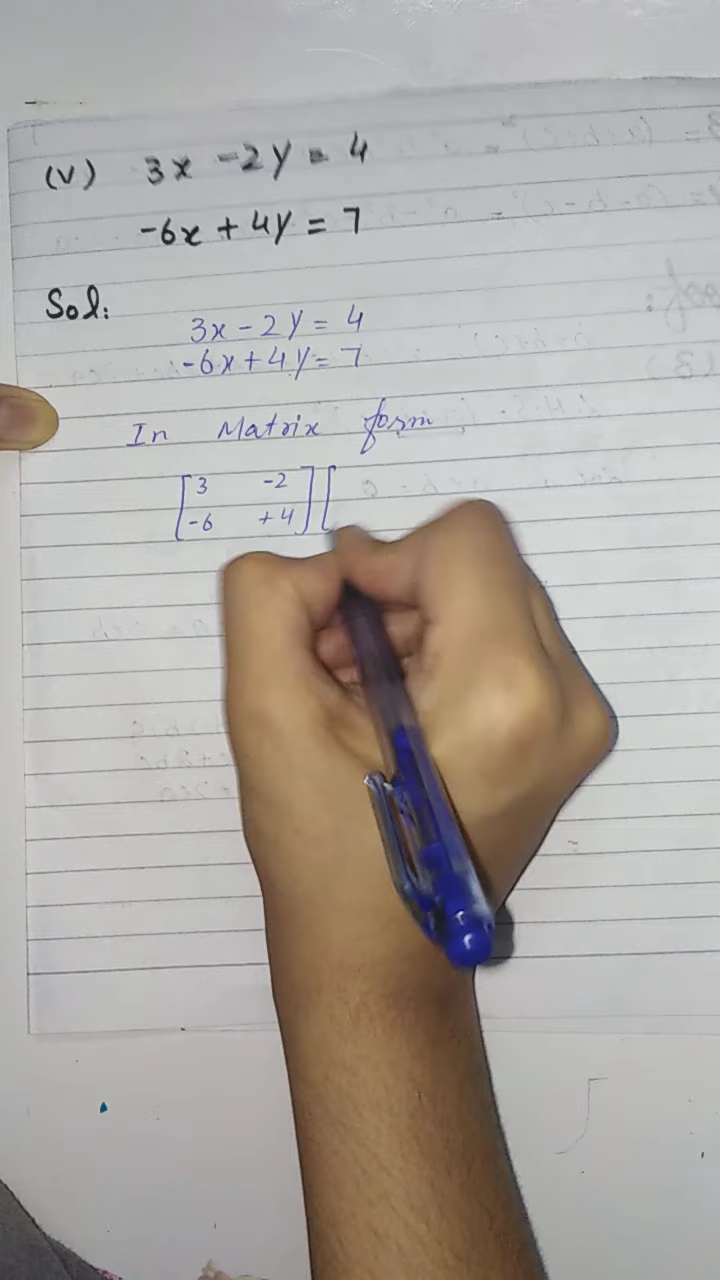 (v) 3x - 2y = 4
-6x + 4y = 7
Sol:
3x - 2y = 4
-6x + 4y = 7
In Matrix form
[3 -2] [
[-6 +4]